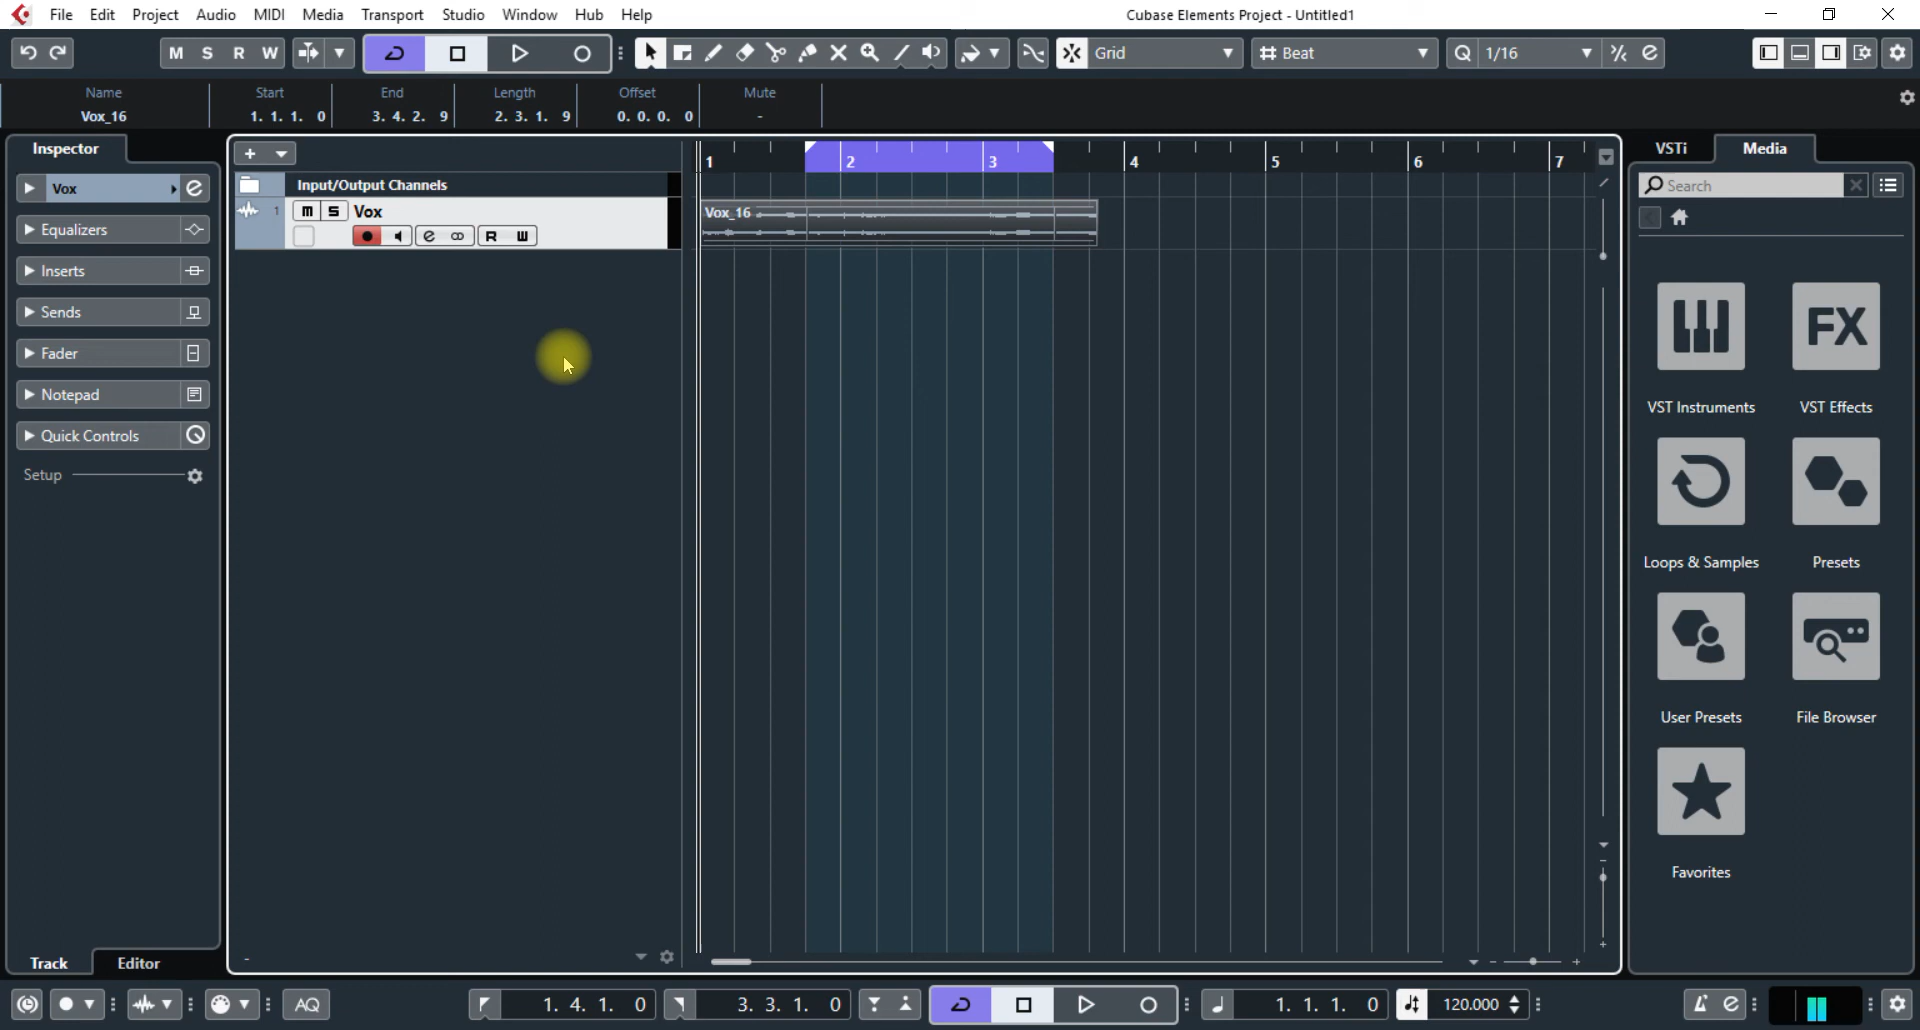 File Edit Project Audio MIDI Media Transport Studio Window Hub Help
Cubase Elements Project - Untitled1
M S R W
Grid
Beat
Q 1/16
Name Start End Length Offset Mute
Vox_16 1. 1. 1. 0 3. 4. 2. 9 2. 3. 1. 9 0. 0. 0. 0 -
Inspector
Vox
Equalizers
Inserts
Sends
Fader
Notepad
Quick Controls
Setup
Track Editor
Input/Output Channels
1 m S Vox
R W
1 2 3 4 5 6 7
Vox_16
VSTi Media
Search
FX
VST Instruments VST Effects
Loops & Samples Presets
User Presets File Browser
Favorites
AQ
1. 4. 1. 0
3. 3. 1. 0
1. 1. 1. 0
120.000